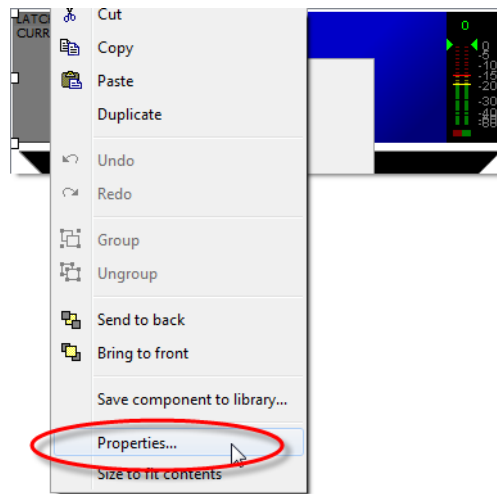 LATC
CURR
Cut
Copy
Paste
Duplicate
Undo
Redo
Group
Ungroup
Send to back
Bring to front
Save component to library...
Properties...
Size to fit contents
0
0
-5
-10
-15
-20
-30
-40